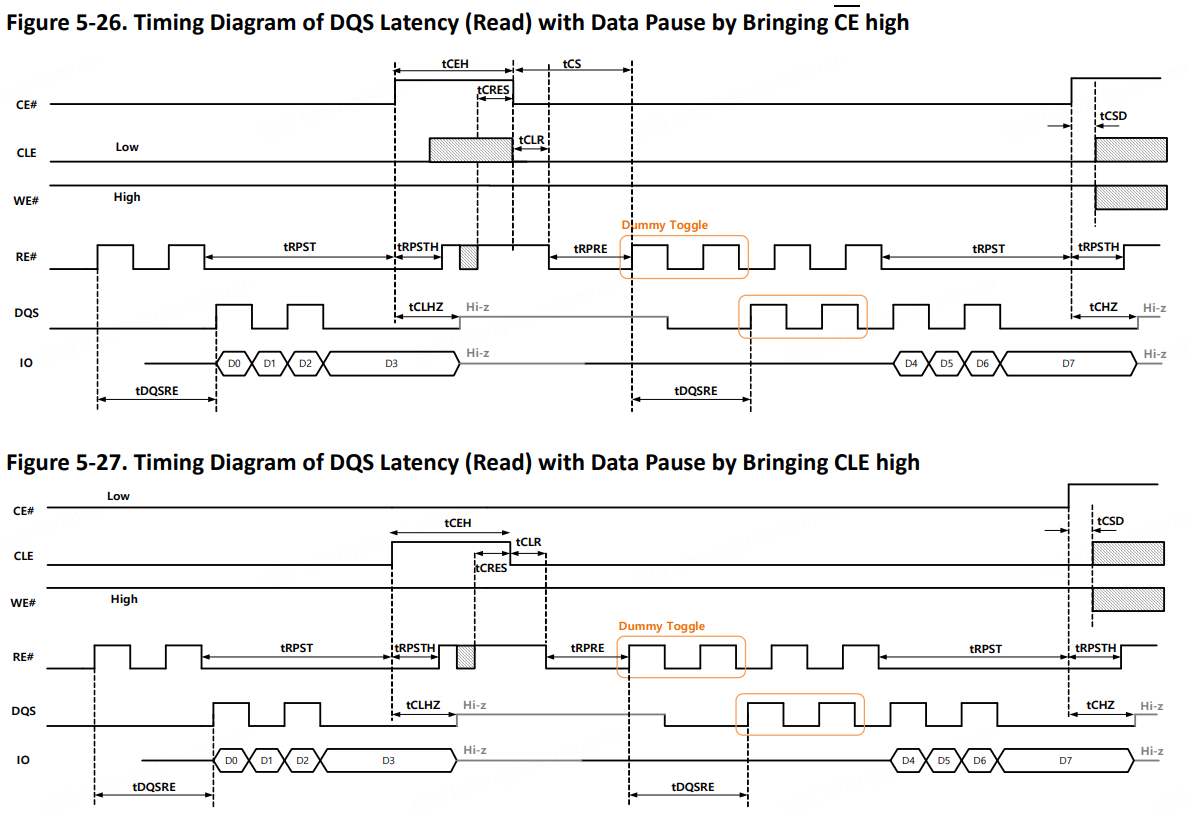 Figure 5-26. Timing Diagram of DQS Latency (Read) with Data Pause by Bringing CE high
tCEH tCS
CE# tCRES tCSD
CLE Low tCLR
WE# High
Dummy Toggle
RE# tRPST tRPSTH tRPRE tRPST tRPSTH
DQS tCLHZ Hi-z tCHZ Hi-z
IO D0 D1 D2 D3 Hi-z D4 D5 D6 D7 Hi-z
tDQSRE tDQSRE
Figure 5-27. Timing Diagram of DQS Latency (Read) with Data Pause by Bringing CLE high
CE# Low
tCEH tCSD
CLE tCLR
tCRES
WE# High
Dummy Toggle
RE# tRPST tRPSTH tRPRE tRPST tRPSTH
DQS tCLHZ Hi-z tCHZ Hi-z
IO D0 D1 D2 D3 Hi-z D4 D5 D6 D7 Hi-z
tDQSRE tDQSRE